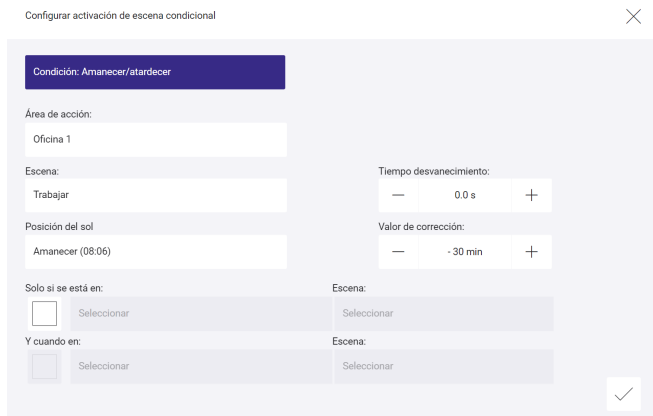 Configurar activación de escena condicional
Condición: Amanecer/atardecer
Área de acción:
Oficina 1
Escena:
Tiempo desvanecimiento:
Trabajar
0.0 s
Posición del sol
Valor de corrección:
Amanecer (08:06)
- 30 min
Solo si se está en:
Escena:
Seleccionar
Seleccionar
Y cuando en:
Escena:
Seleccionar
Seleccionar